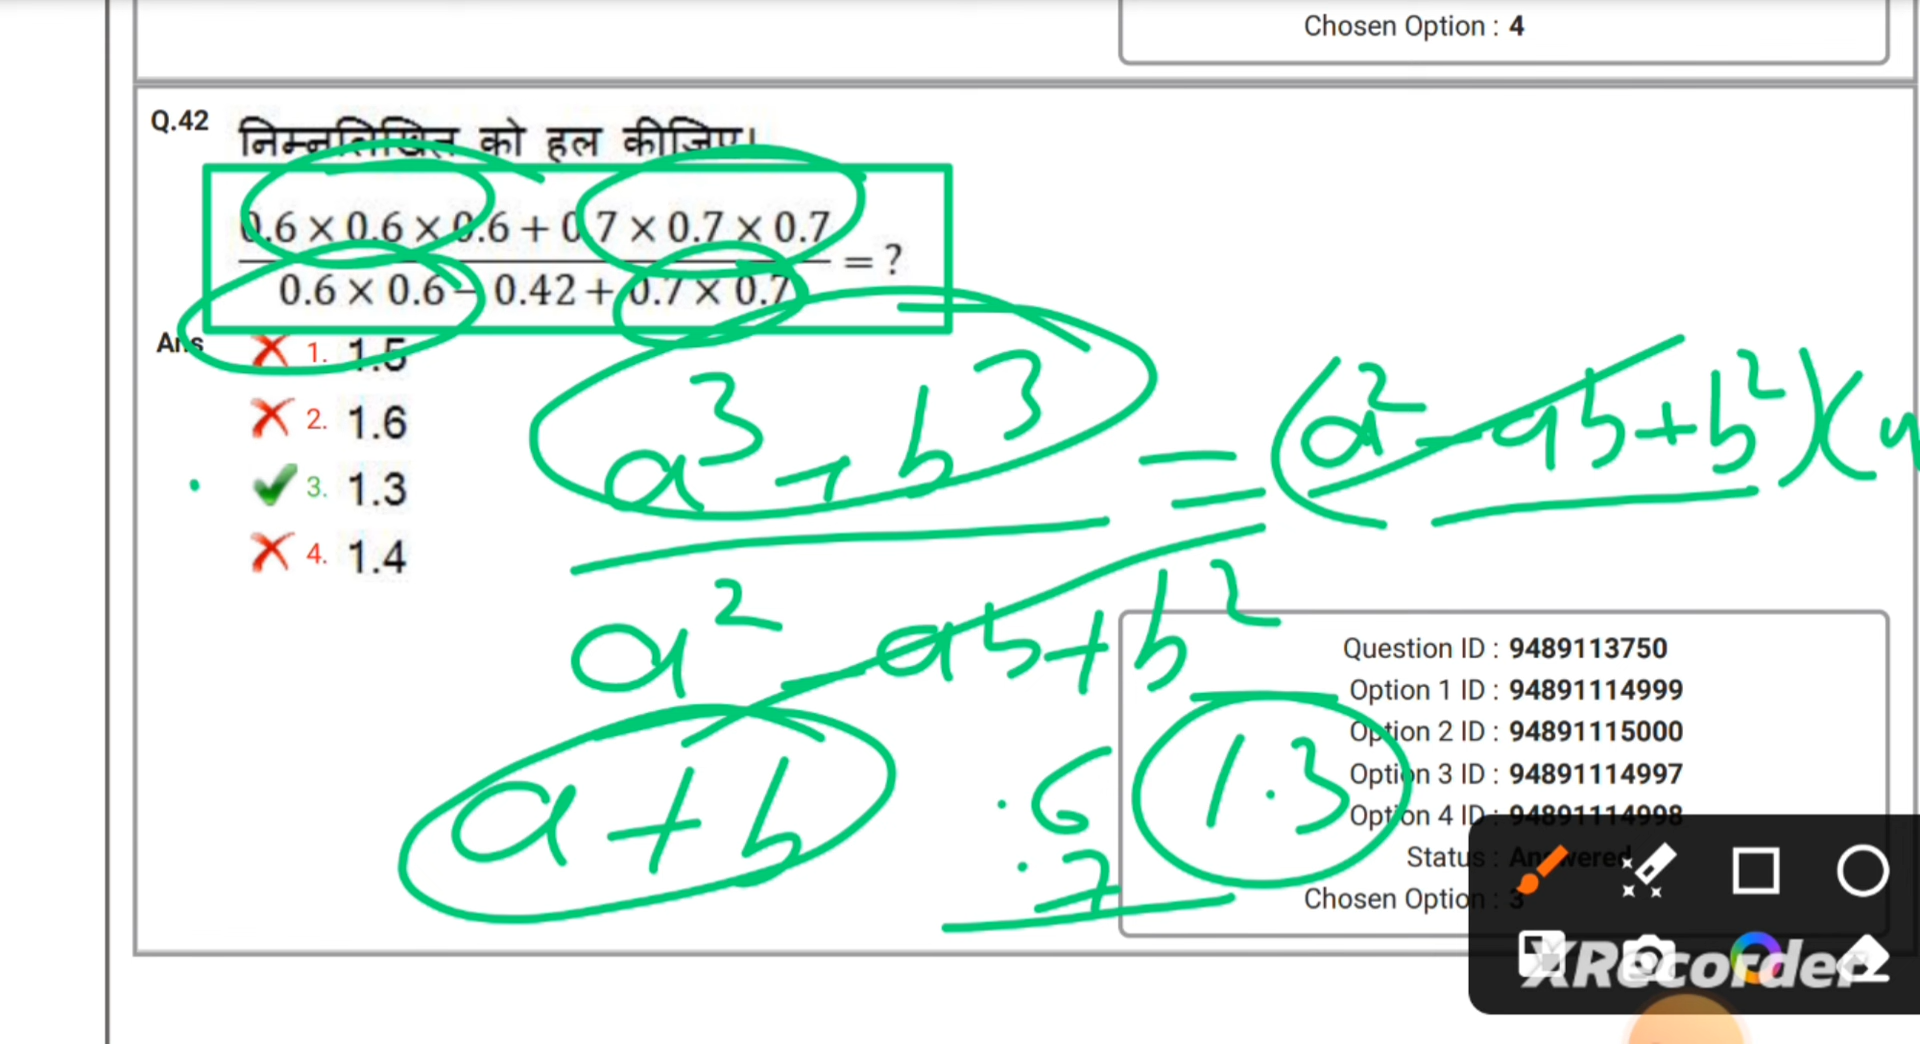 Chosen Option : 4
Q.42 निम्नलिखित को हल कीजिए।
0.6 × 0.6 × 0.6 + 0.7 × 0.7 × 0.7
= ?
0.6 × 0.6 − 0.42 + 0.7 × 0.7
Ans
1. 1.5
2. 1.6
3. 1.3
4. 1.4
a³ + b³ = (a² − ab + b²)(
a² − ab + b²
a + b
.6
.7
1.3
Question ID : 9489113750
Option 1 ID : 94891114999
Option 2 ID : 94891115000
Option 3 ID : 94891114997
Option 4 ID : 94891114998
Status : Answered
Chosen Option : 3
XRecorder